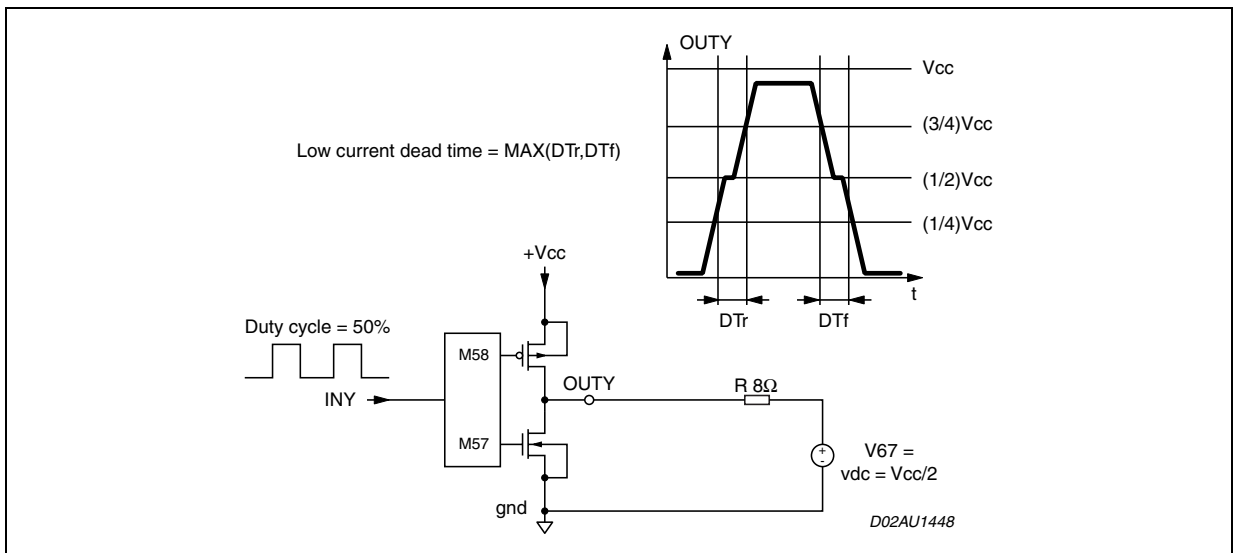 OUTY
Vcc
(3/4)Vcc
Low current dead time = MAX(DTr,DTf)
(1/2)Vcc
(1/4)Vcc
+Vcc
t
DTr
DTf
Duty cycle = 50%
M58
OUTY
R 8Ω
INY
M57
+
-
V67 =
vdc = Vcc/2
gnd
D02AU1448